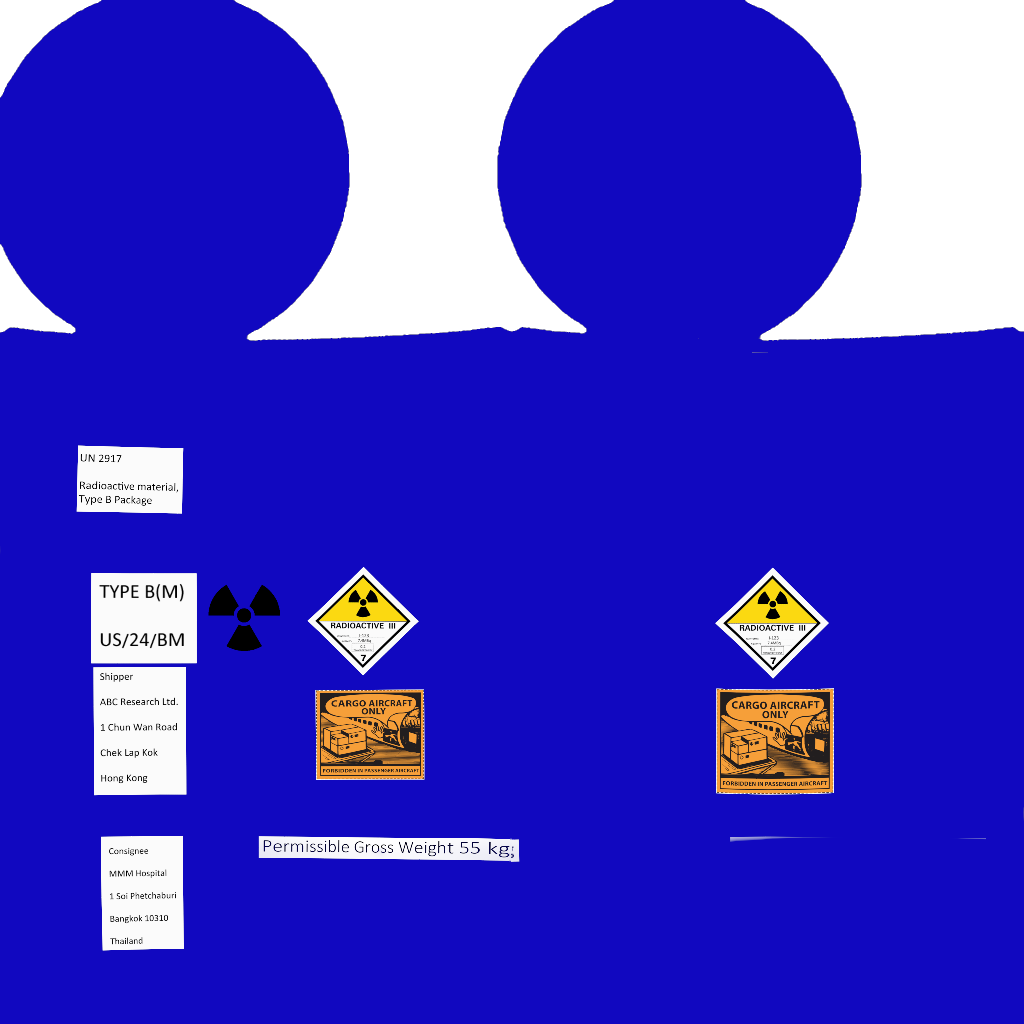 UN 2917
Radioactive material,
Type B Package
TYPE B(M)
US/24/BM
Shipper
ABC Research Ltd.
1 Chun Wan Road
Chek Lap Kok
Hong Kong
Consignee
MMM Hospital
1 Soi Phetchaburi
Bangkok 10310
Thailand
RADIOACTIVE III
7
CARGO AIRCRAFT
ONLY
FORBIDDEN IN PASSENGER AIRCRAFT
Permissible Gross Weight 55 kg;
RADIOACTIVE III
I-123
7
CARGO AIRCRAFT
ONLY
FORBIDDEN IN PASSENGER AIRCRAFT